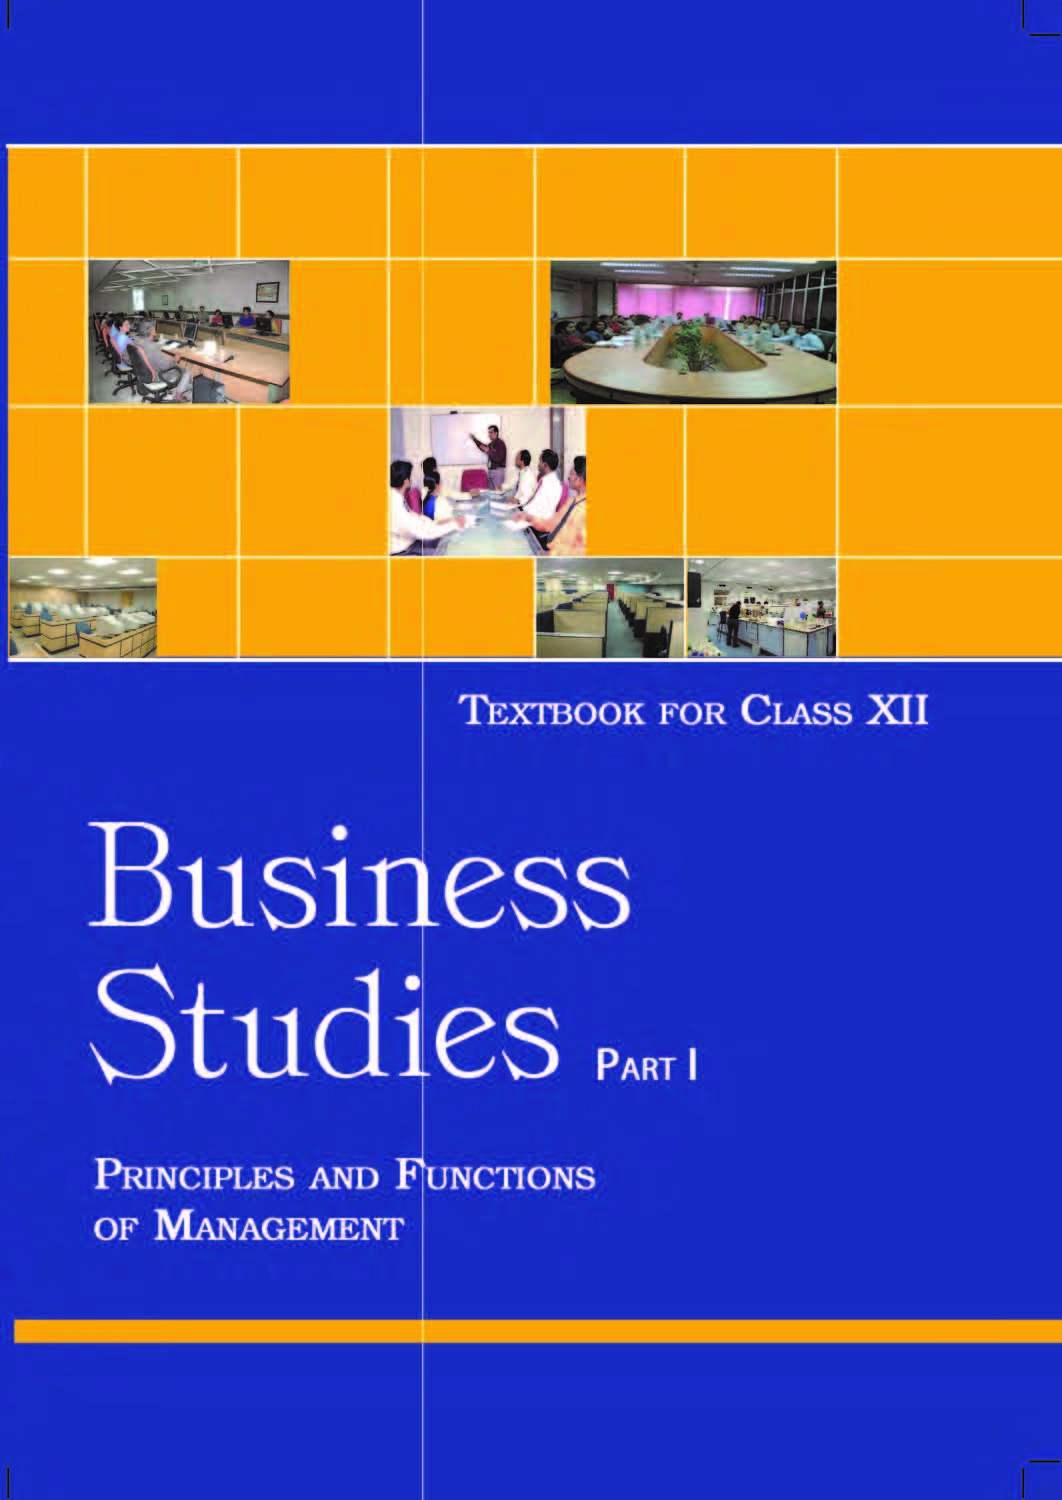 TEXTBOOK FOR CLASS XII
Business
Studies PART I
PRINCIPLES AND FUNCTIONS
OF MANAGEMENT